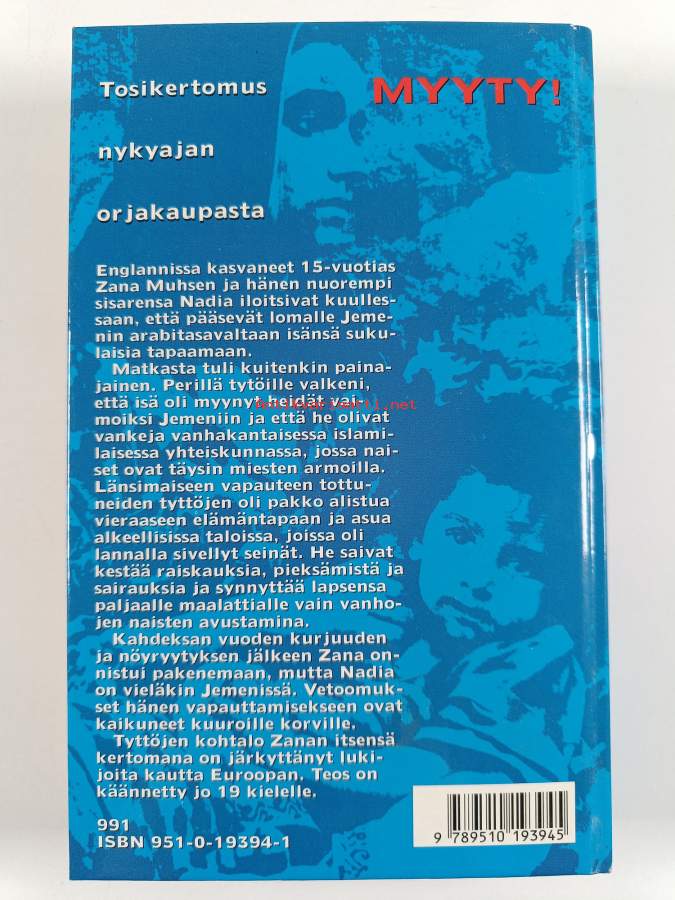 Tosikertomus
MYYTY!
nykyajan
orjakaupasta
Englannissa kasvaneet 15-vuotias
Zana Muhsen ja hänen nuorempi
sisarensa Nadia iloitsivat kuulles-
saan, että pääsevät lomalle Jeme-
nin arabitasavaltaan isänsä suku-
laisia tapaamaan.
Matkasta tuli kuitenkin paina-
jainen. Perillä tytöille valkeni,
että isä oli myynyt heidät vai-
antikvariaatti.net
moiksi Jemeniin ja että he olivat
vankeja vanhakantaisessa islami-
laisessa yhteiskunnassa, jossa nai-
set ovat täysin miesten armoilla.
Länsimaiseen vapauteen tottu-
neiden tyttöjen oli pakko alistua
vieraaseen elämäntapaan ja asua
alkeellisissa taloissa, joissa oli
lannalla sivellyt seinät. He saivat
kestää raiskauksia, pieksämistä ja
sairauksia ja synnyttää lapsensa
paljaalle maalattialle vain vanho-
jen naisten avustamina.
Kahdeksan vuoden kurjuuden
ja nöyryytyksen jälkeen Zana on-
nistui pakenemaan, mutta Nadia
on vieläkin Jemenissä. Vetoomuk-
set hänen vapauttamisekseen ovat
kaikuneet kuuroille korville.
Tyttöjen kohtalo Zanan itsensä
kertomana on järkyttänyt luki-
joita kautta Euroopan. Teos on
käännetty jo 19 kielelle.
991
ISBN 951-0-19394-1
9 789510 193945